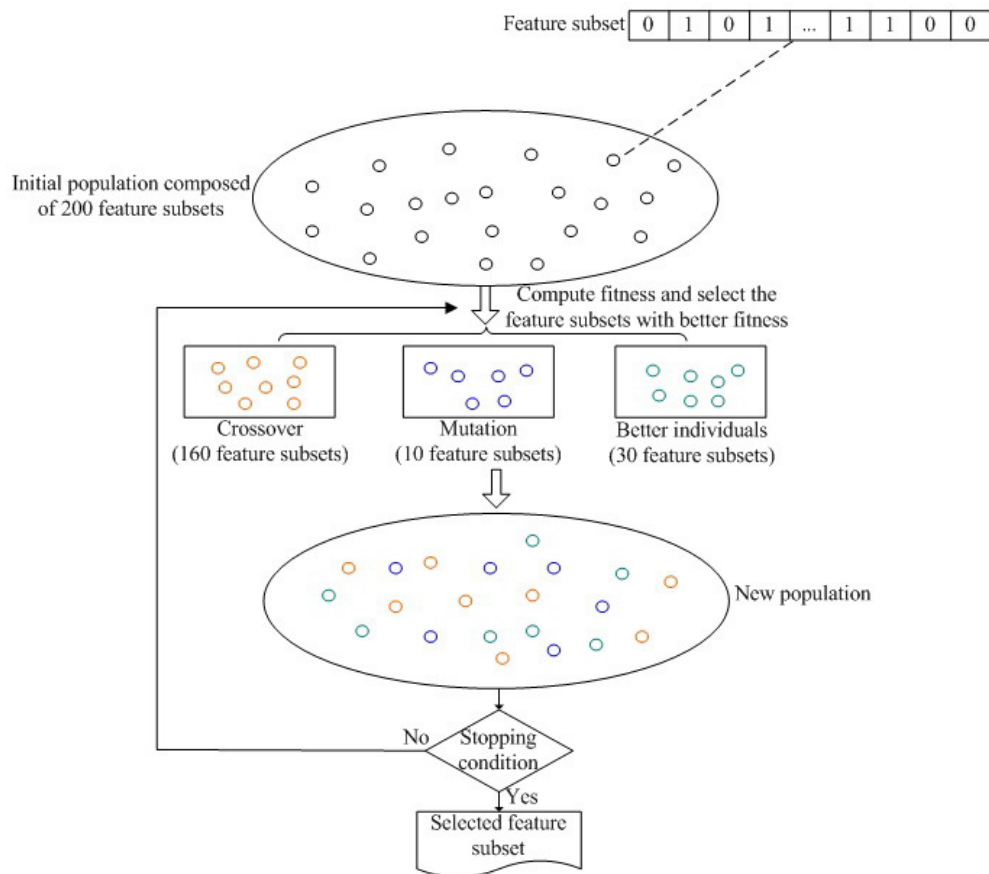 Feature subset 0 1 0 1 ... 1 1 0 0
Initial population composed
of 200 feature subsets
Compute fitness and select the
feature subsets with better fitness
Crossover
(160 feature subsets)
Mutation
(10 feature subsets)
Better individuals
(30 feature subsets)
New population
No
Stopping
condition
Yes
Selected feature
subset